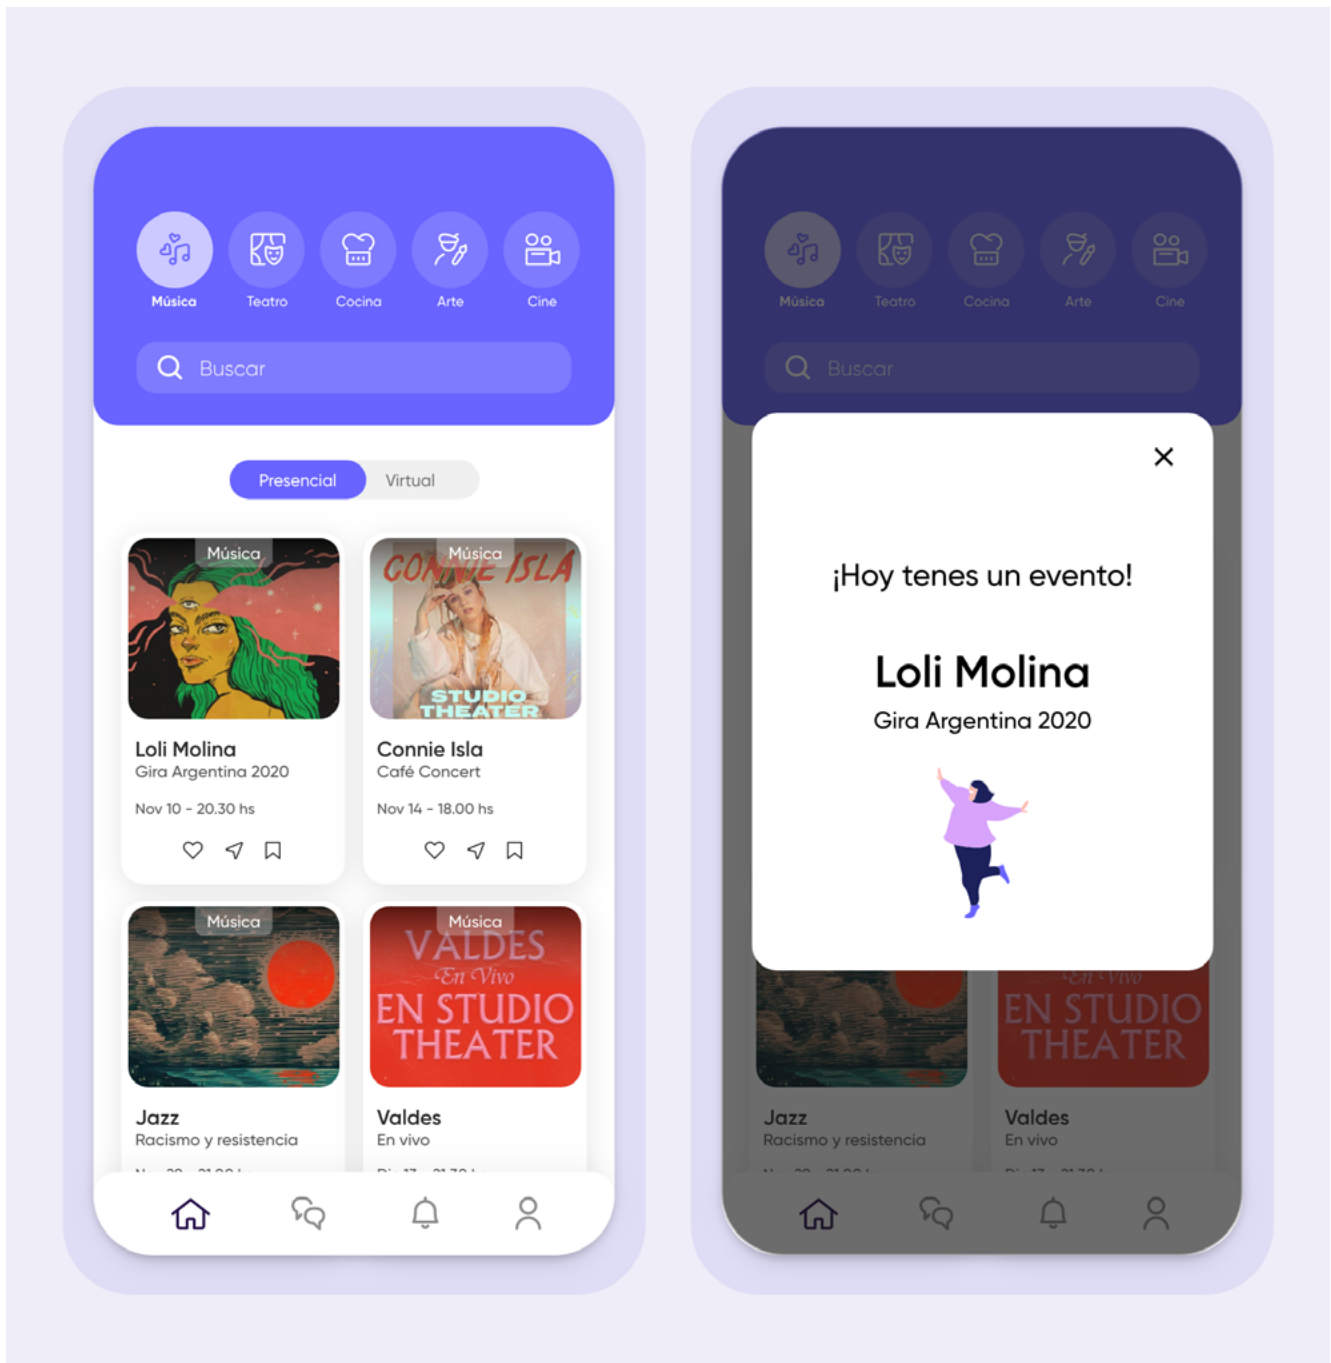 Música
Teatro
Cocina
Arte
Cine
Buscar
Presencial
Virtual
Música
Música
CONNIE ISLA
STUDIO
THEATER
Loli Molina
Gira Argentina 2020
Nov 10 - 20.30 hs
Connie Isla
Café Concert
Nov 14 - 18.00 hs
Música
Música
VALDES
En Vivo
EN STUDIO
THEATER
Jazz
Racismo y resistencia
Valdes
En vivo
Música
Teatro
Cocina
Arte
Cine
Buscar
¡Hoy tenes un evento!
Loli Molina
Gira Argentina 2020
En Vivo
EN STUDIO
THEATER
Jazz
Racismo y resistencia
Valdes
En vivo